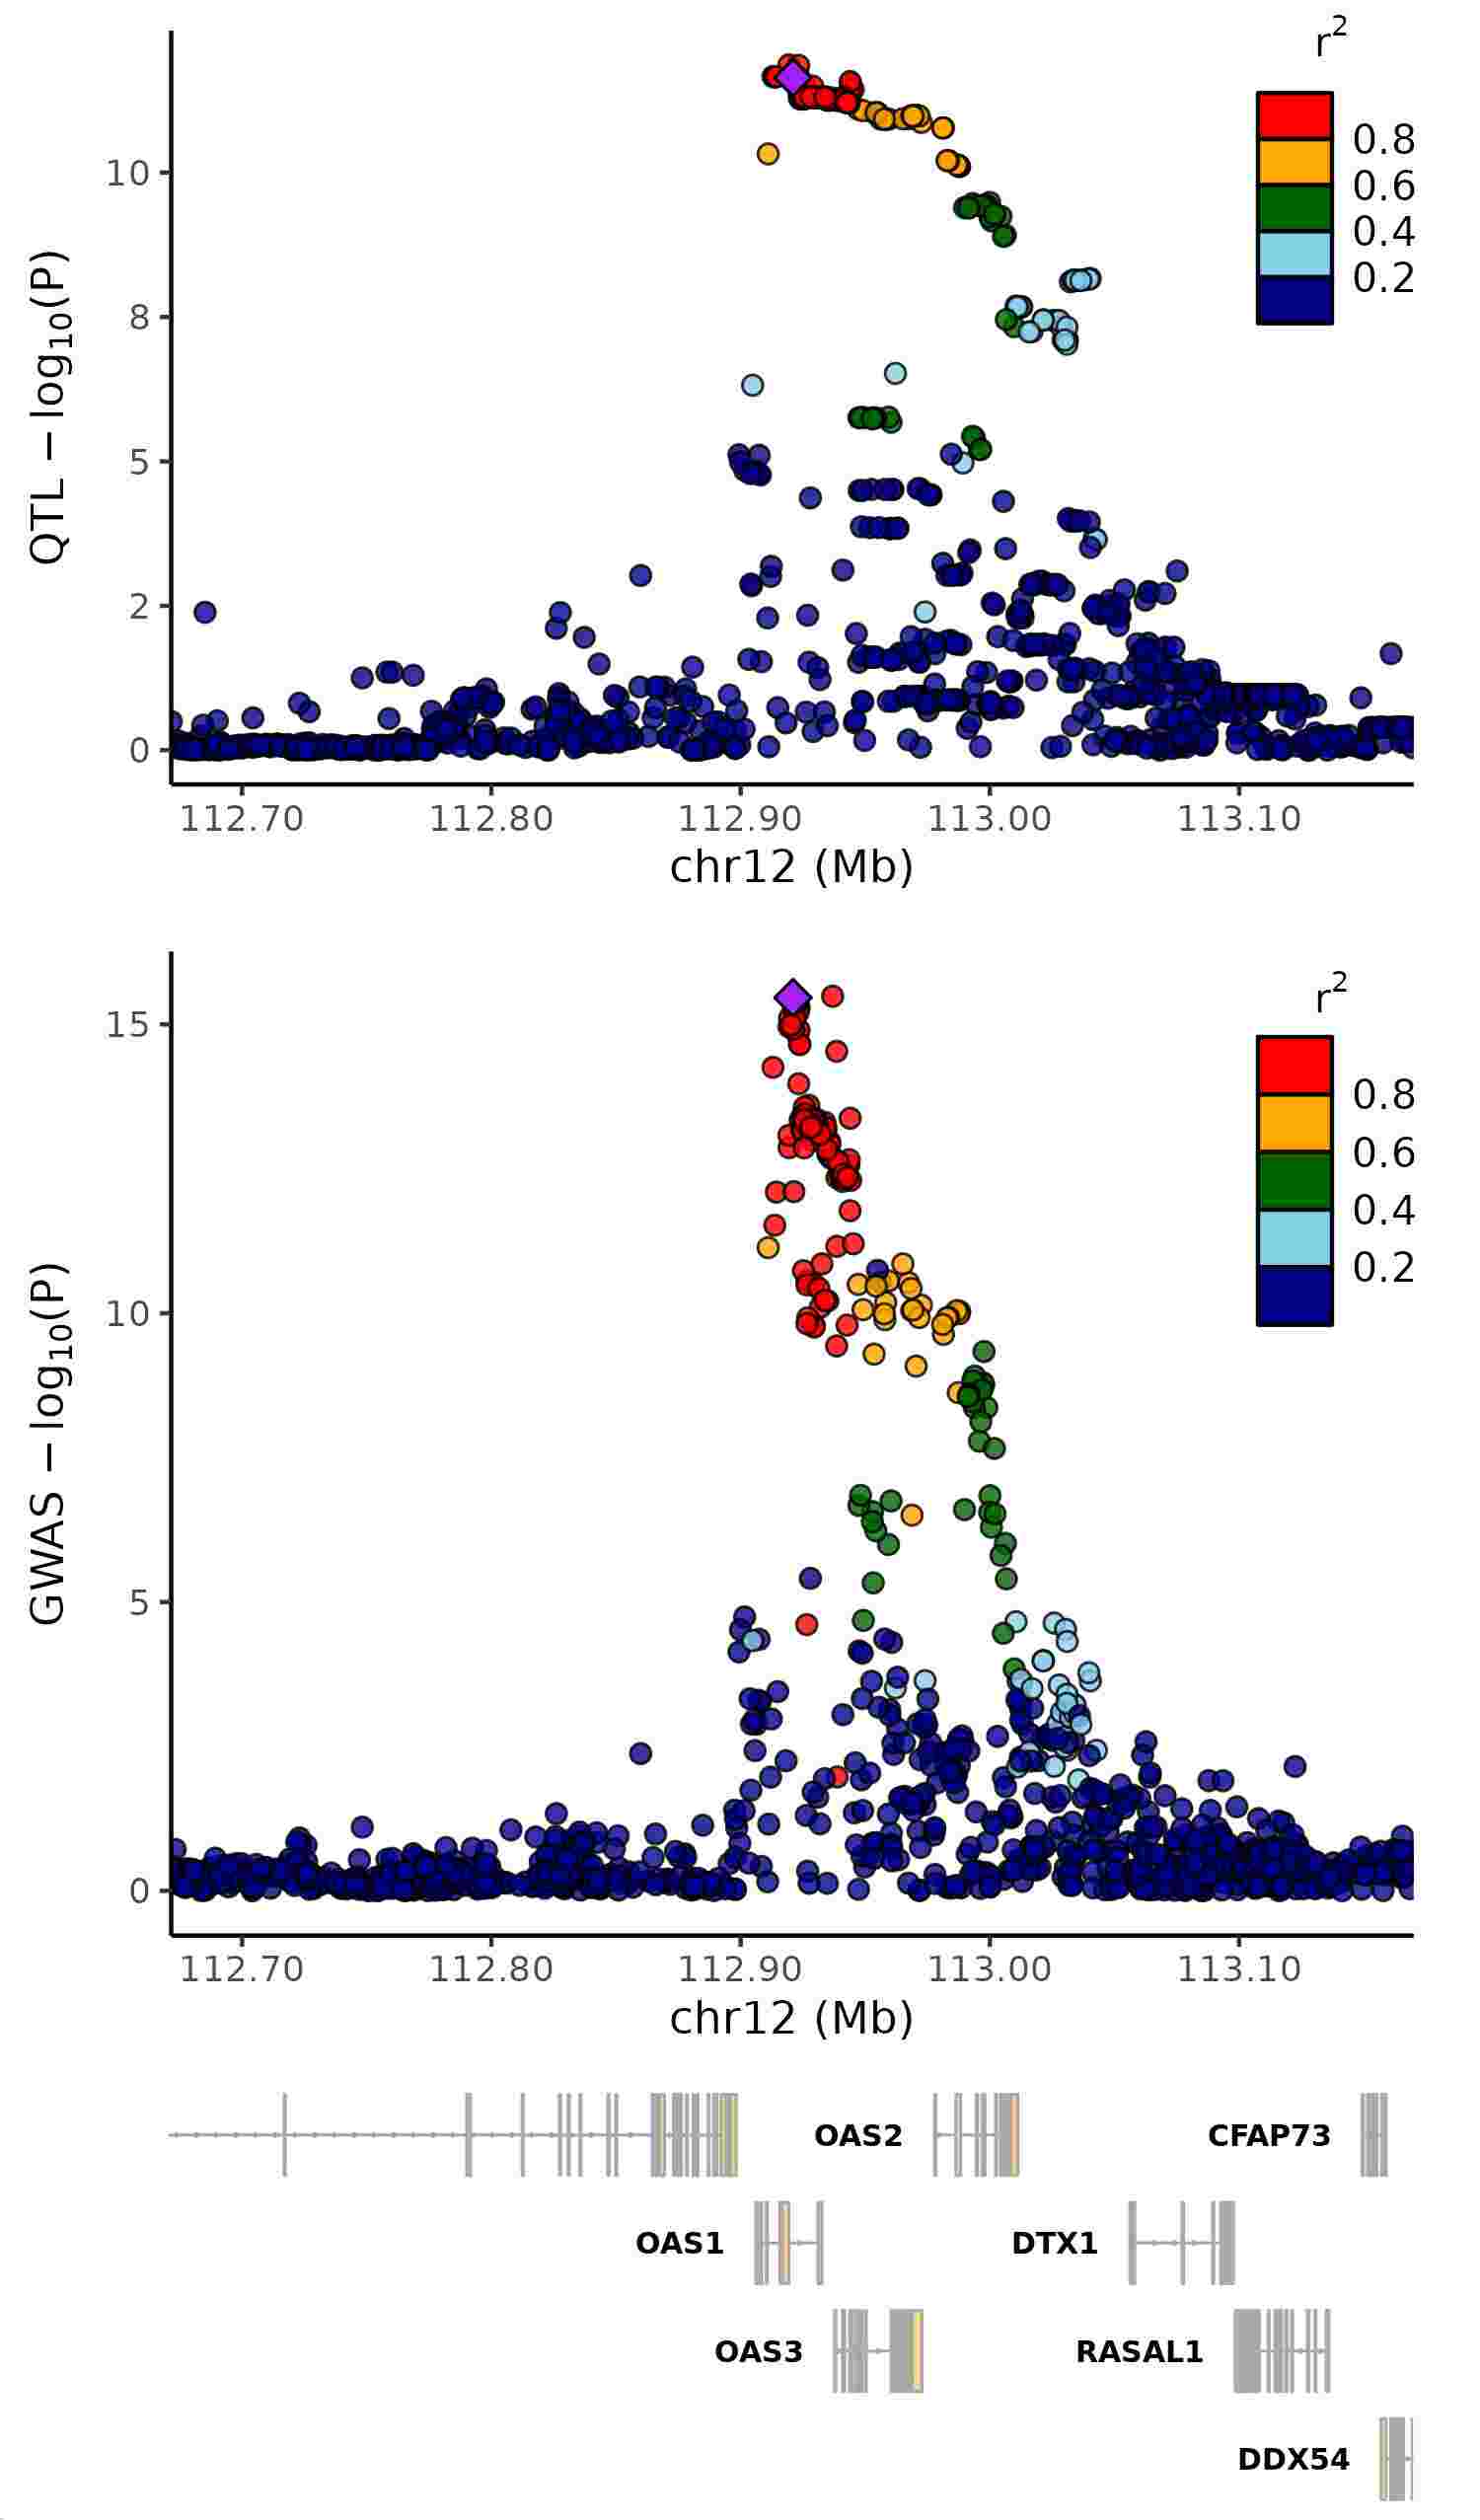 r2
0.8
0.6
0.4
0.2
10
8
5
2
0
QTL − log10(P)
112.70 112.80 112.90 113.00 113.10
chr12 (Mb)
r2
0.8
0.6
0.4
0.2
15
10
5
0
GWAS − log10(P)
112.70 112.80 112.90 113.00 113.10
chr12 (Mb)
OAS2 CFAP73
OAS1 DTX1
OAS3 RASAL1
DDX54